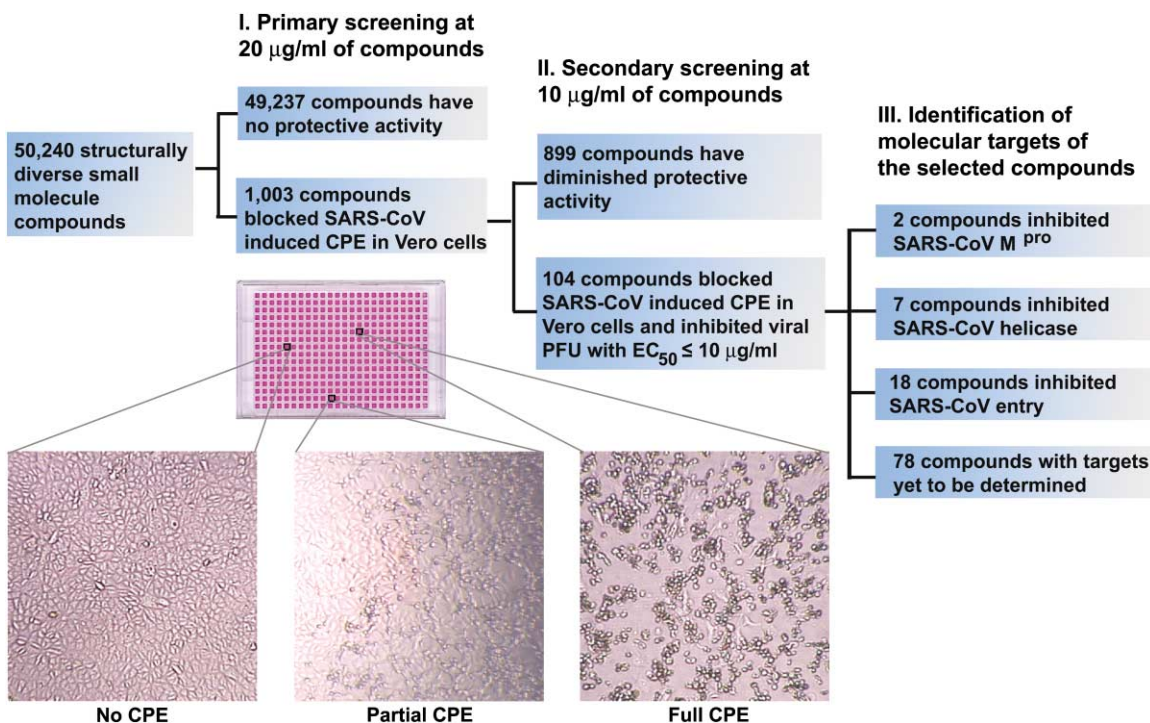 I. Primary screening at
20 μg/ml of compounds
49,237 compounds have
no protective activity
50,240 structurally
diverse small
molecule
compounds
1,003 compounds
blocked SARS-CoV
induced CPE in Vero cells
II. Secondary screening at
10 μg/ml of compounds
899 compounds have
diminished protective
activity
104 compounds blocked
SARS-CoV induced CPE in
Vero cells and inhibited viral
PFU with EC50 ≤ 10 μg/ml
III. Identification of
molecular targets of
the selected compounds
2 compounds inhibited
SARS-CoV M pro
7 compounds inhibited
SARS-CoV helicase
18 compounds inhibited
SARS-CoV entry
78 compounds with targets
yet to be determined
No CPE
Partial CPE
Full CPE